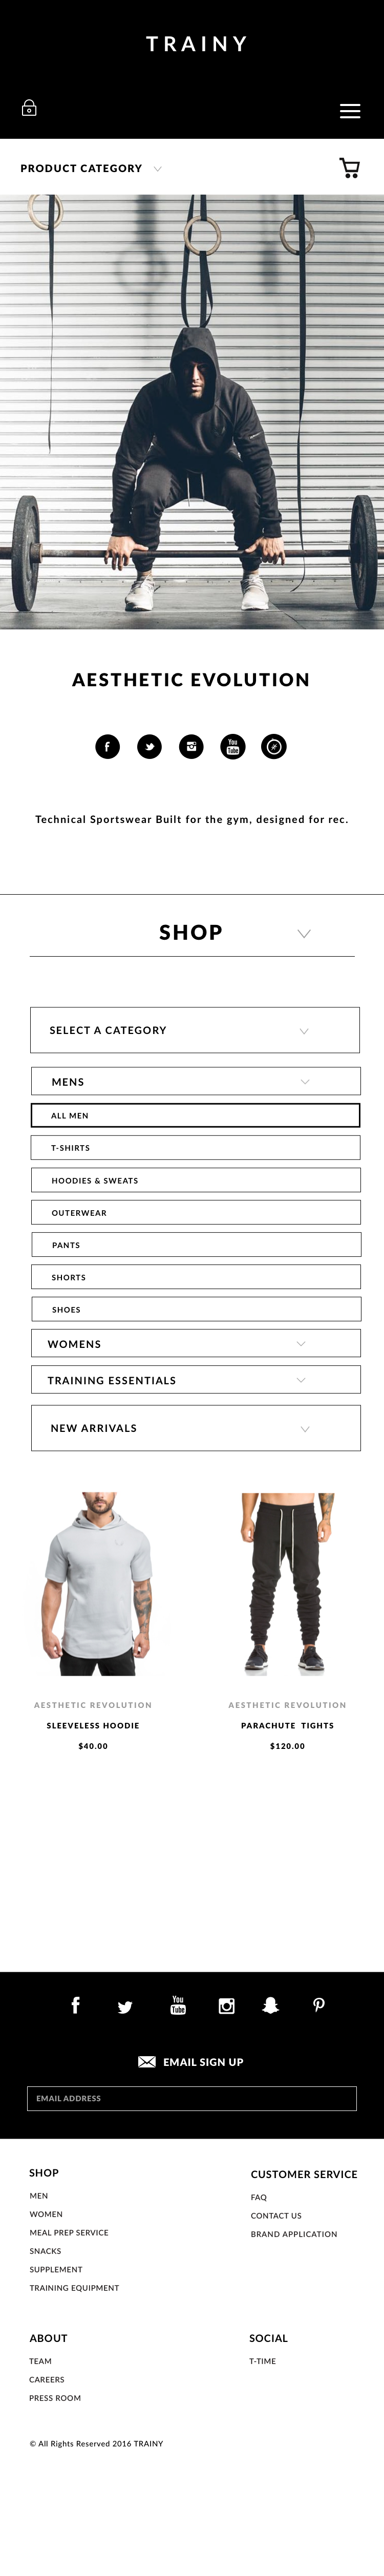 TRAINY
PRODUCT CATEGORY
AESTHETIC EVOLUTION
f
You
Tube
Technical Sportswear Built for the gym, designed for rec.
SHOP
SELECT A CATEGORY
MENS
ALL MEN
T-SHIRTS
HOODIES & SWEATS
OUTERWEAR
PANTS
SHORTS
SHOES
WOMENS
TRAINING ESSENTIALS
NEW ARRIVALS
AESTHETIC REVOLUTION
SLEEVELESS HOODIE
$40.00
AESTHETIC REVOLUTION
PARACHUTE TIGHTS
$120.00
f
You
Tube
EMAIL SIGN UP
EMAIL ADDRESS
SHOP
MEN
WOMEN
MEAL PREP SERVICE
SNACKS
SUPPLEMENT
TRAINING EQUIPMENT
CUSTOMER SERVICE
FAQ
CONTACT US
BRAND APPLICATION
ABOUT
TEAM
CAREERS
PRESS ROOM
SOCIAL
T-TIME
© All Rights Reserved 2016 TRAINY